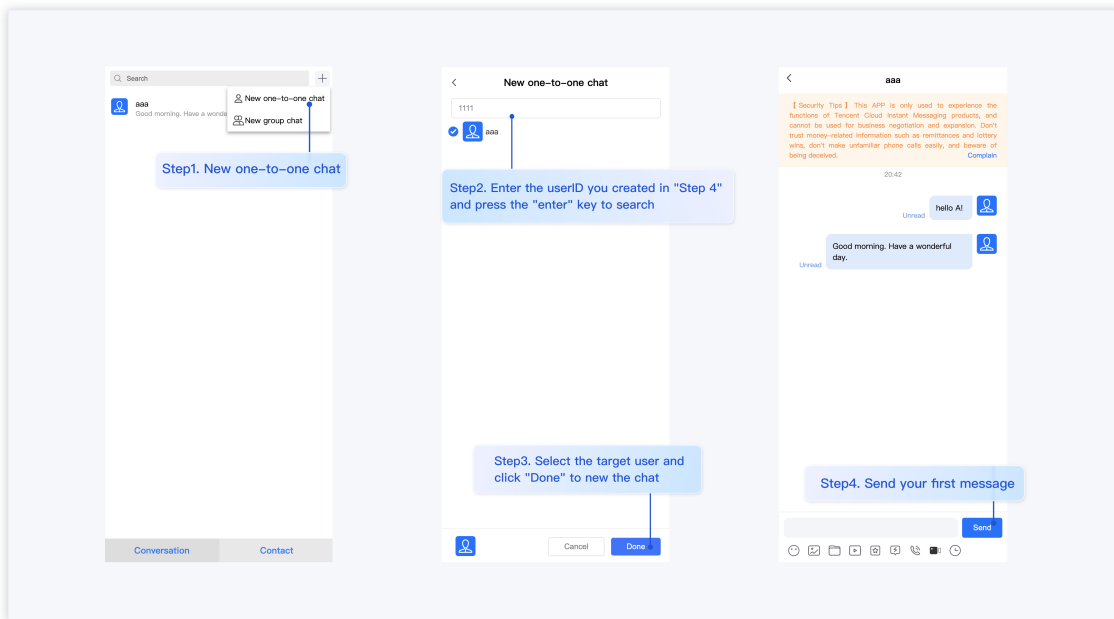 Search
aaa
Good morning. Have a wonde
New one-to-one chat
New group chat
Step1. New one-to-one chat
Conversation
Contact
New one-to-one chat
1111
aaa
Step2. Enter the userID you created in "Step 4"
and press the "enter" key to search
Step3. Select the target user and
click "Done" to new the chat
Cancel
Done
aaa
【 Security Tips 】 This APP is only used to experience the
functions of Tencent Cloud Instant Messaging products, and
cannot be used for business negotiation and expansion. Don't
trust money-related information such as remittances and lottery
wins, don't make unfamiliar phone calls easily, and beware of
being deceived.
Complain
20:42
hello A!
Unread
Good morning. Have a wonderful
day.
Unread
Step4. Send your first message
Send